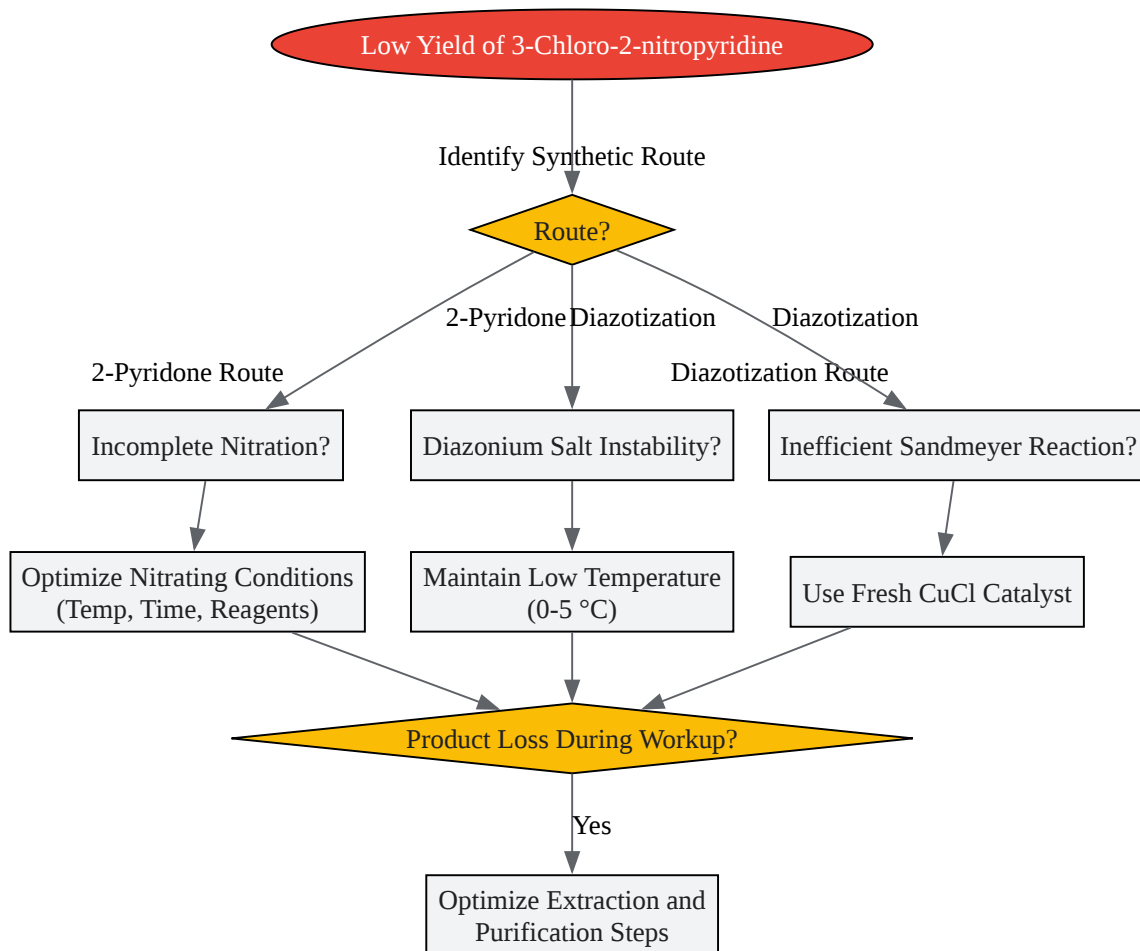 Low Yield of 3-Chloro-2-nitropyridine
Identify Synthetic Route
Route?
2-Pyridone
Diazotization
Diazotization
2-Pyridone Route
Diazotization Route
Incomplete Nitration?
Diazonium Salt Instability?
Inefficient Sandmeyer Reaction?
Optimize Nitrating Conditions
(Temp, Time, Reagents)
Maintain Low Temperature
(0-5 °C)
Use Fresh CuCl Catalyst
Product Loss During Workup?
Yes
Optimize Extraction and
Purification Steps